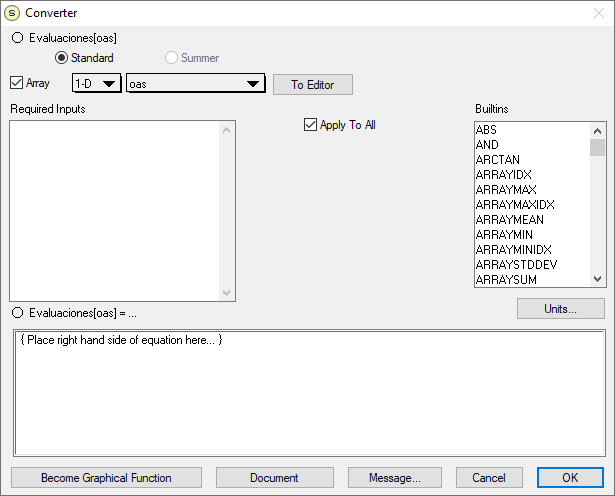 S Converter
Evaluaciones[oas]
Standard
Summer
Array
1-D
oas
To Editor
Required Inputs
Apply To All
Builtins
ABS
AND
ARCTAN
ARRAYIDX
ARRAYMAX
ARRAYMAXIDX
ARRAYMEAN
ARRAYMIN
ARRAYMINIDX
ARRAYSTDDEV
ARRAYSUM
Units...
Evaluaciones[oas] = ...
{ Place right hand side of equation here... }
Become Graphical Function
Document
Message...
Cancel
OK